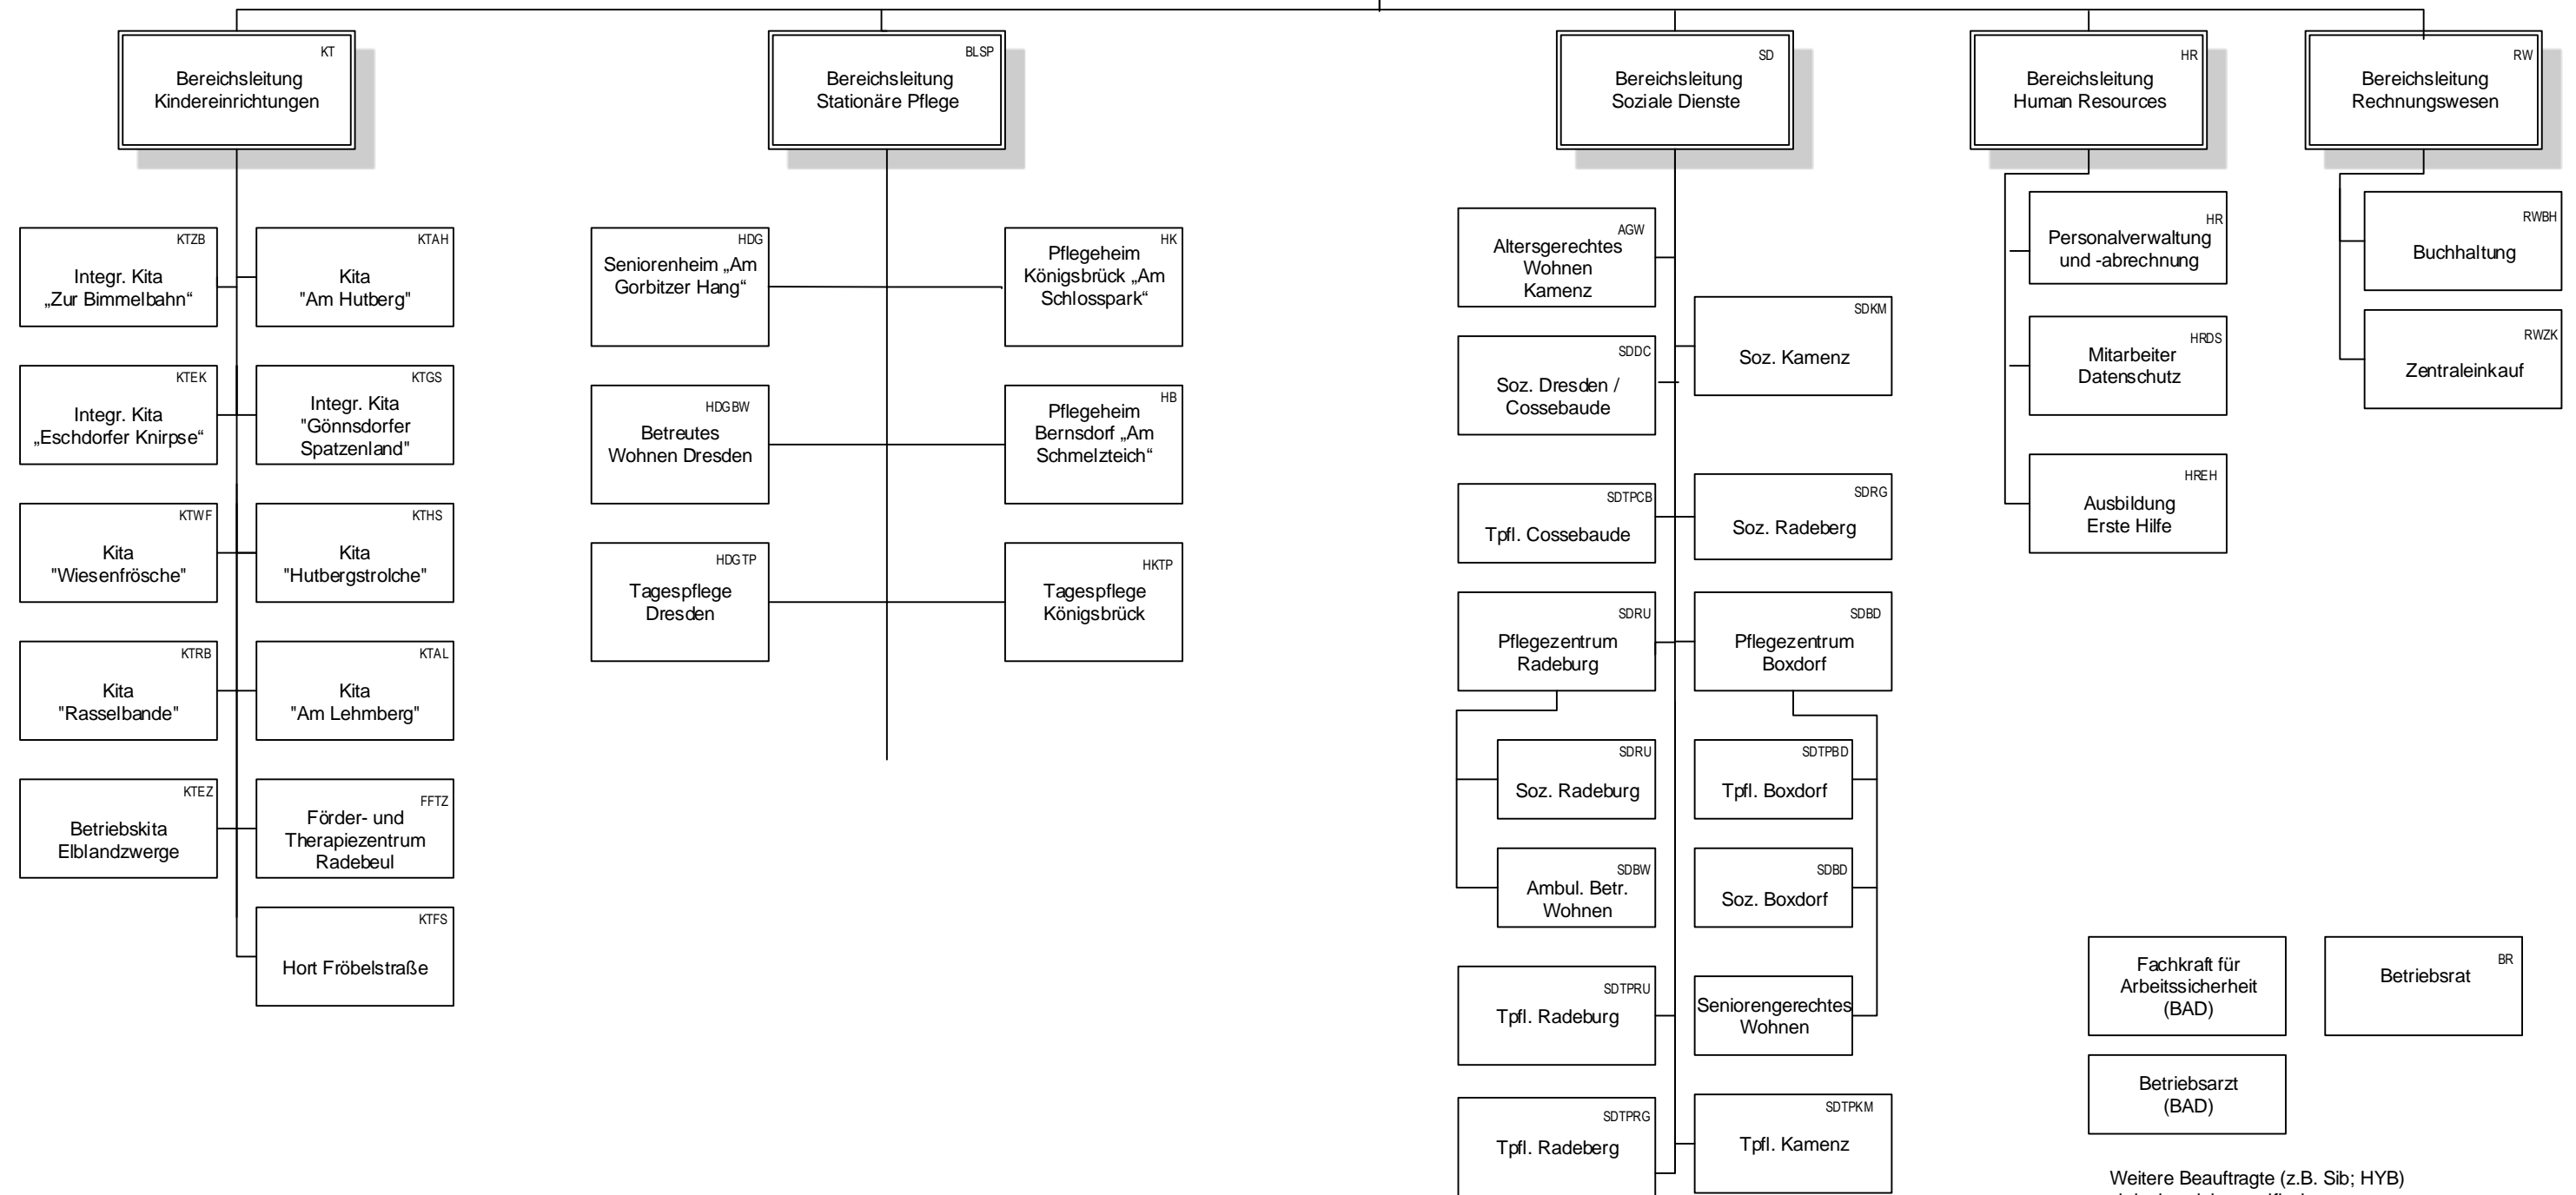 KT
Bereichsleitung
Kindereinrichtungen
BLSP
Bereichsleitung
Stationäre Pflege
SD
Bereichsleitung
Soziale Dienste
HR
Bereichsleitung
Human Resources
RW
Bereichsleitung
Rechnungswesen
KTZB
Integr. Kita
„Zur Bimmelbahn“
KTAH
Kita
"Am Hutberg"
KTEK
Integr. Kita
„Eschdorfer Knirpse“
KTGS
Integr. Kita
"Gönnsdorfer
Spatzenland"
KTWF
Kita
"Wiesenfrösche"
KTHS
Kita
"Hutbergstrolche"
KTRB
Kita
"Rasselbande"
KTAL
Kita
"Am Lehmberg"
KTEZ
Betriebskita
Elblandzwerge
FFTZ
Förder- und
Therapiezentrum
Radebeul
KTFS
Hort Fröbelstraße
HDG
Seniorenheim „Am
Gorbitzer Hang“
HK
Pflegeheim
Königsbrück „Am
Schlosspark“
HDGBW
Betreutes
Wohnen Dresden
HB
Pflegeheim
Bernsdorf „Am
Schmelzteich“
HDGTP
Tagespflege
Dresden
HKTP
Tagespflege
Königsbrück
AGW
Altersgerechtes
Wohnen
Kamenz
SDKM
Soz. Kamenz
SDDC
Soz. Dresden /
Cossebaude
SDTPCB
Tpfl. Cossebaude
SDRG
Soz. Radeberg
SDRU
Pflegezentrum
Radeburg
SDBD
Pflegezentrum
Boxdorf
SDRU
Soz. Radeburg
SDTPBD
Tpfl. Boxdorf
SDBW
Ambul. Betr.
Wohnen
SDBD
Soz. Boxdorf
SDTPRU
Tpfl. Radeburg
Seniorengerechtes
Wohnen
SDTPRG
Tpfl. Radeberg
SDTPKM
Tpfl. Kamenz
HR
Personalverwaltung
und -abrechnung
HRDS
Mitarbeiter
Datenschutz
HREH
Ausbildung
Erste Hilfe
RWBH
Buchhaltung
RWZK
Zentraleinkauf
Fachkraft für
Arbeitssicherheit
(BAD)
BR
Betriebsrat
Betriebsarzt
(BAD)
Weitere Beauftragte (z.B. Sib; HYB)